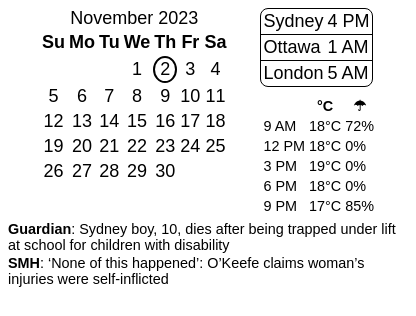 November 2023
Su Mo Tu We Th Fr Sa
1 2 3 4
5 6 7 8 9 10 11
12 13 14 15 16 17 18
19 20 21 22 23 24 25
26 27 28 29 30
Sydney 4 PM
Ottawa 1 AM
London 5 AM
°C ☂
9 AM 18°C 72%
12 PM 18°C 0%
3 PM 19°C 0%
6 PM 18°C 0%
9 PM 17°C 85%
Guardian: Sydney boy, 10, dies after being trapped under lift
at school for children with disability
SMH: ‘None of this happened’: O’Keefe claims woman’s
injuries were self-inflicted